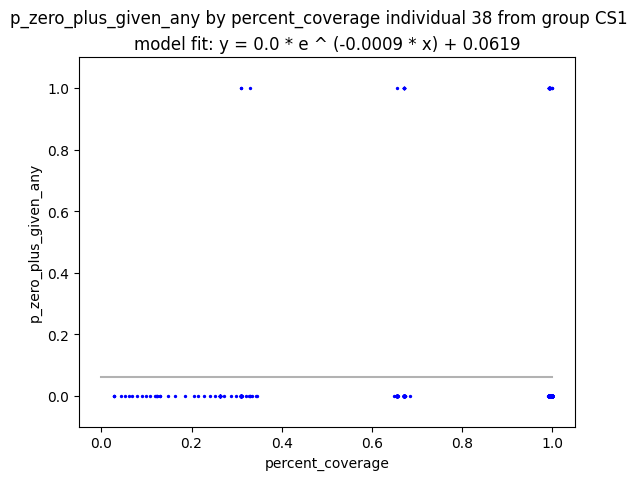 p_zero_plus_given_any by percent_coverage individual 38 from group CS1
model fit: y = 0.0 * e ^ (-0.0009 * x) + 0.0619
1.0
0.8
0.6
0.4
0.2
0.0
p_zero_plus_given_any
0.0 0.2 0.4 0.6 0.8 1.0
percent_coverage